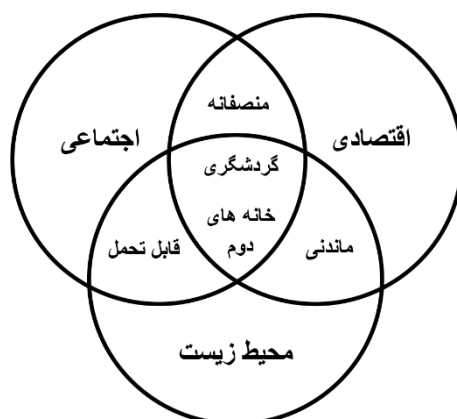 منصفانه
اقتصادی
اجتماعی
گردشگری
خانه های
دوم
ماندنی
قابل تحمل
محیط زیست